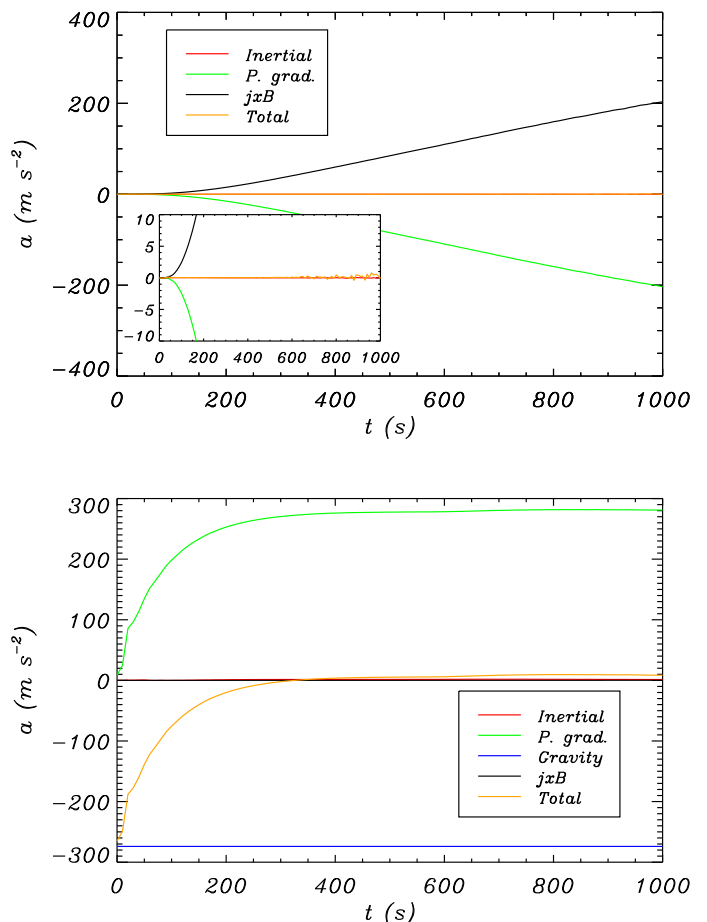 400
200
0
−200
−400
a (m s⁻²)
Inertial
P. grad.
jxB
Total
10
5
0
−5
−10
0 200 400 600 800 1000
0 200 400 600 800 1000
t (s)
300
200
100
0
−100
−200
−300
a (m s⁻²)
Inertial
P. grad.
Gravity
jxB
Total
0 200 400 600 800 1000
t (s)